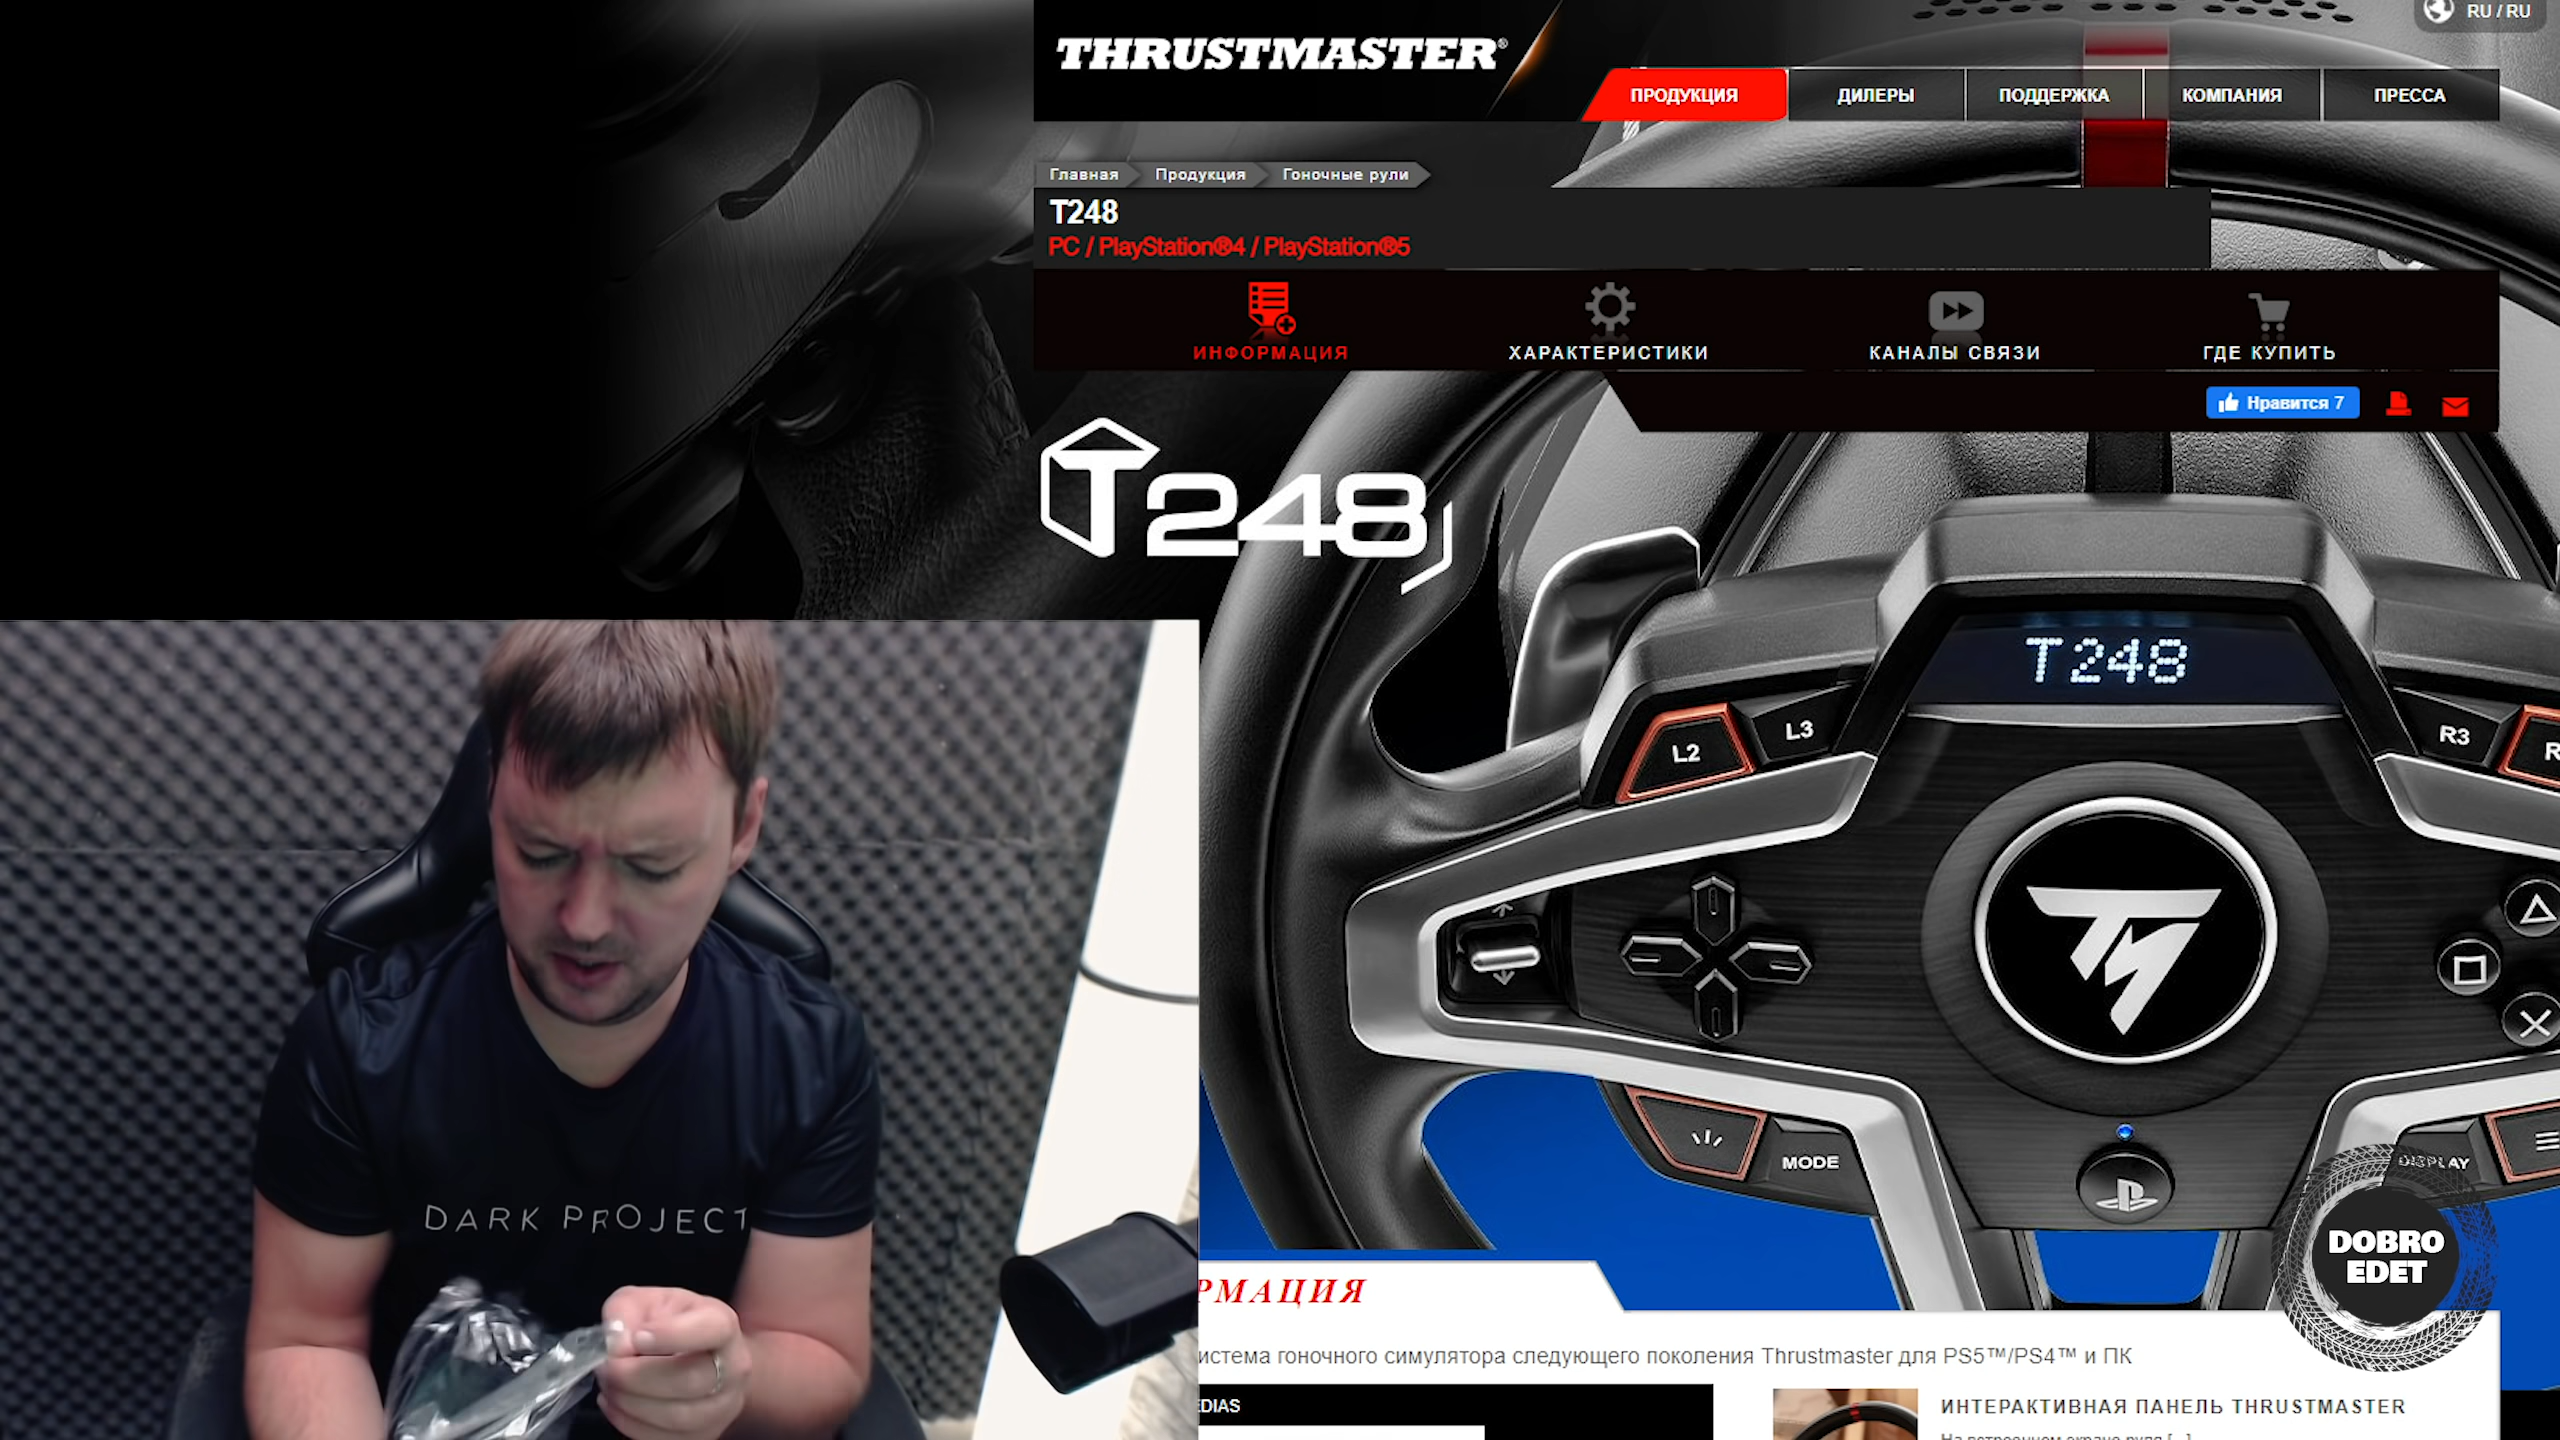 RU / RU
THRUSTMASTER®
ПРОДУКЦИЯ
ДИЛЕРЫ
ПОДДЕРЖКА
КОМПАНИЯ
ПРЕССА
Главная
Продукция
Гоночные рули
T248
PC / PlayStation®4 / PlayStation®5
ИНФОРМАЦИЯ
ХАРАКТЕРИСТИКИ
КАНАЛЫ СВЯЗИ
ГДЕ КУПИТЬ
Нравится 7
T248
T248
L2
L3
R3
R
MODE
DISPLAY
DARK PROJECT
DOBRO
EDET
РМАЦИЯ
истема гоночного симулятора следующего поколения Thrustmaster для PS5™/PS4™ и ПК
EDIAS
ИНТЕРАКТИВНАЯ ПАНЕЛЬ THRUSTMASTER